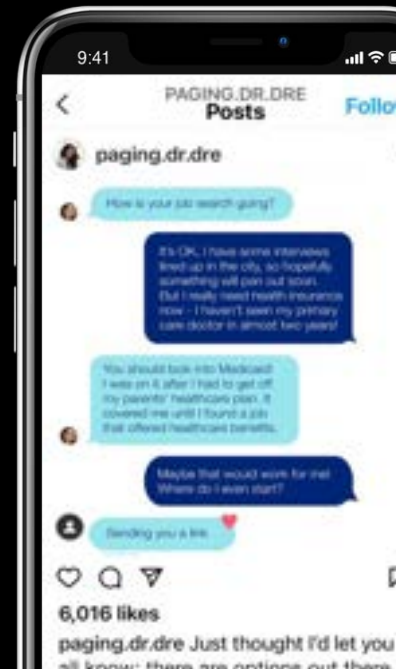 9:41
PAGING.DR.DRE
Posts
Follow
paging.dr.dre
How is your job search going?
It's OK, I have some interviews
lined up in the city, so hopefully
something will pan out soon.
But I really need health insurance
now - I haven't seen my primary
care doctor in almost two years!
You should look into Medicaid!
I was on it after I had to get off
my parents' healthcare plan. It
covered me until I found a job
that offered healthcare benefits.
Maybe that would work for me!
Where do I even start?
Sending you a link
6,016 likes
paging.dr.dre Just thought I'd let you
all know: there are options out there